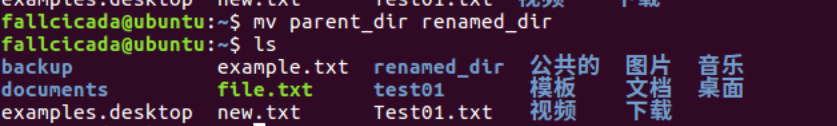 examples.desktop new.txt Test01.txt 视频 下载
fallcicada@ubuntu:~$ mv parent_dir renamed_dir
fallcicada@ubuntu:~$ ls
backup example.txt renamed_dir 公共的 图片 音乐
documents file.txt test01 模板 文档 桌面
examples.desktop new.txt Test01.txt 视频 下载